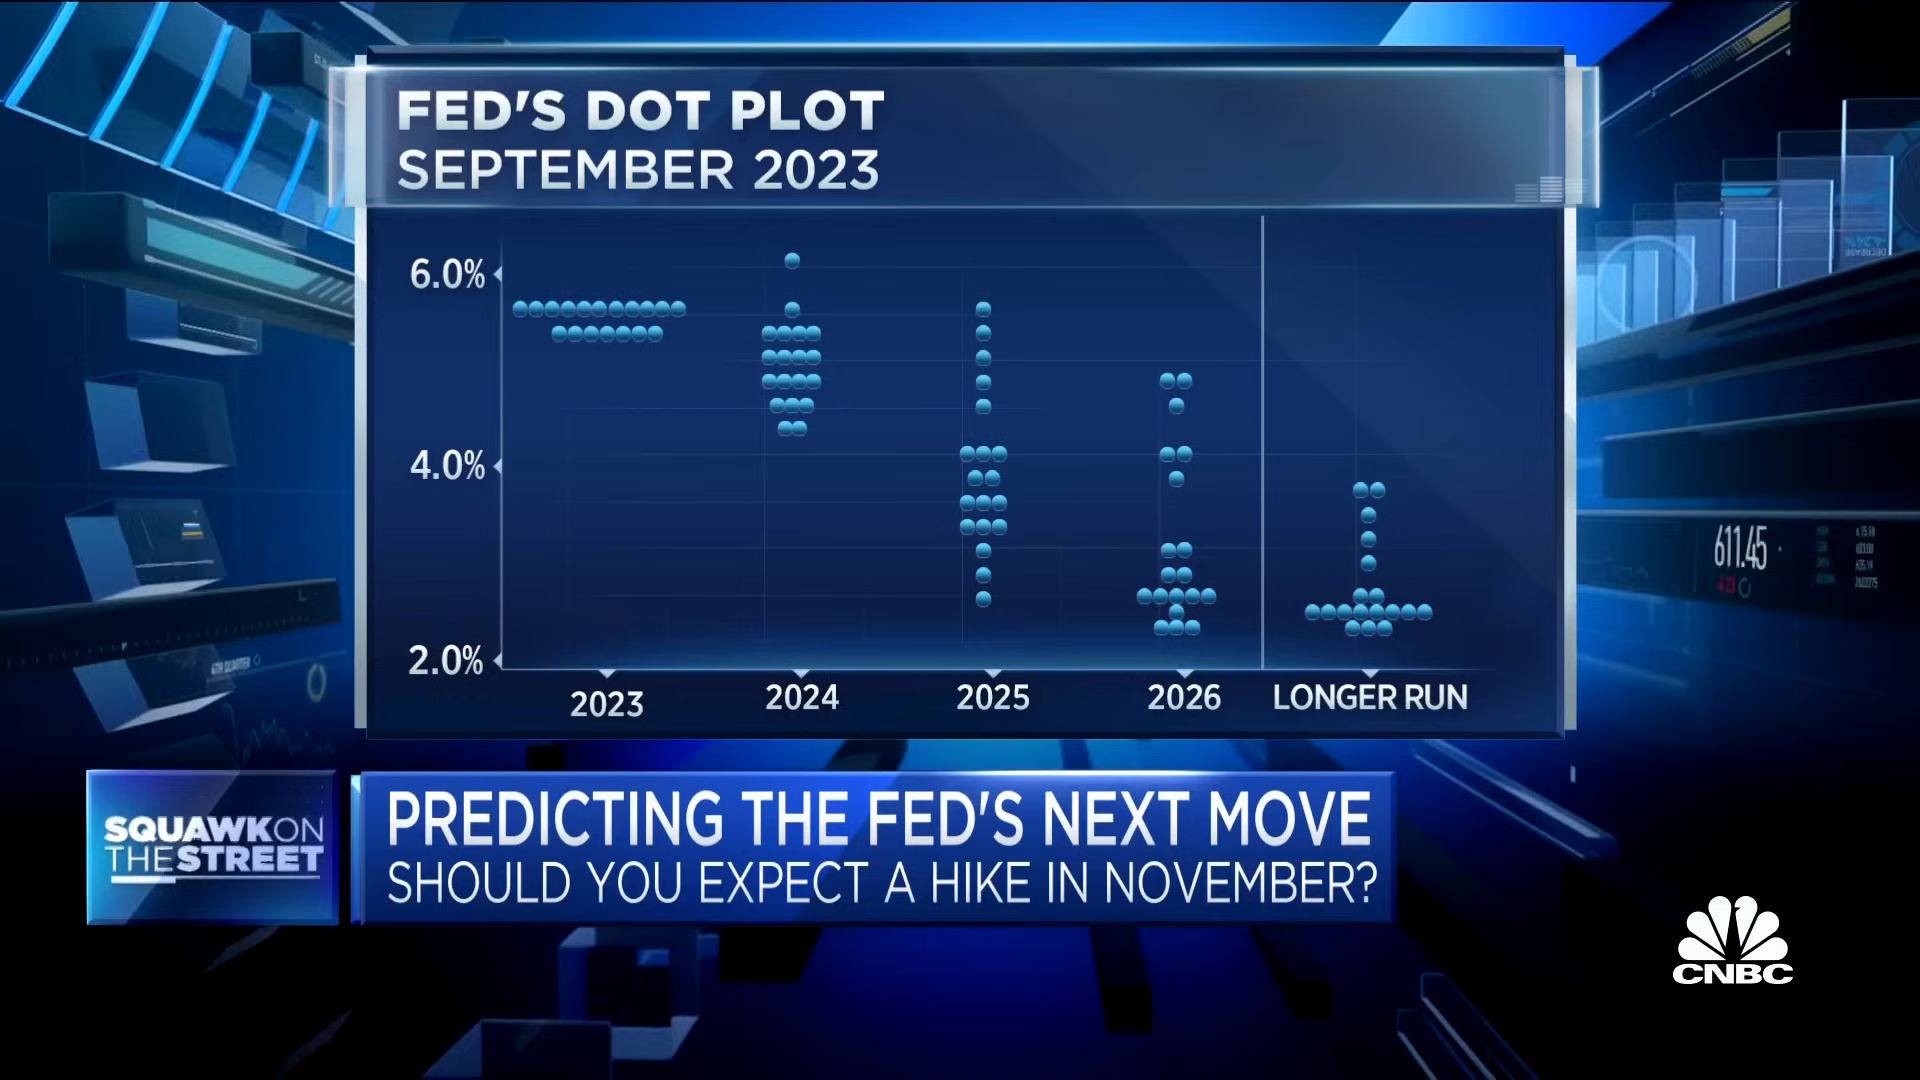 FED'S DOT PLOT
SEPTEMBER 2023
6.0%
4.0%
2.0%
2023
2024
2025
2026
LONGER RUN
611.45
SQUAWK ON
THE STREET
PREDICTING THE FED'S NEXT MOVE
SHOULD YOU EXPECT A HIKE IN NOVEMBER?
CNBC